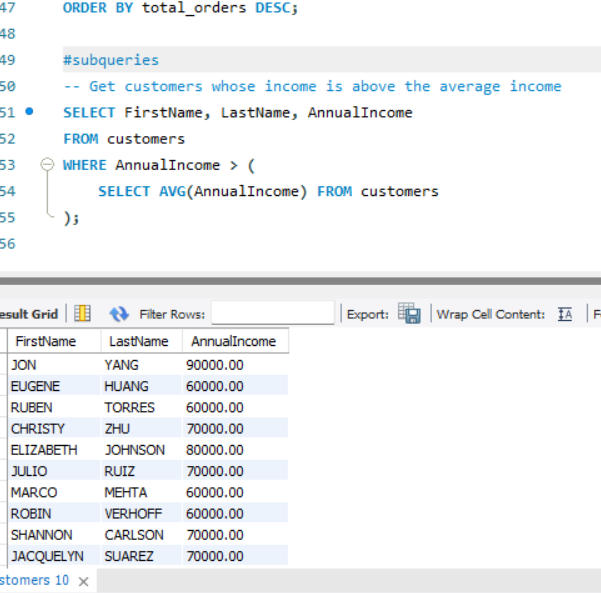 47 ORDER BY total_orders DESC;
48
49 #subqueries
50 -- Get customers whose income is above the average income
51 SELECT FirstName, LastName, AnnualIncome
52 FROM customers
53 WHERE AnnualIncome > (
54 SELECT AVG(AnnualIncome) FROM customers
55 );
56
esult Grid Filter Rows: Export: Wrap Cell Content: F
FirstName LastName AnnualIncome
JON YANG 90000.00
EUGENE HUANG 60000.00
RUBEN TORRES 60000.00
CHRISTY ZHU 70000.00
ELIZABETH JOHNSON 80000.00
JULIO RUIZ 70000.00
MARCO MEHTA 60000.00
ROBIN VERHOFF 60000.00
SHANNON CARLSON 70000.00
JACQUELYN SUAREZ 70000.00
stomers 10